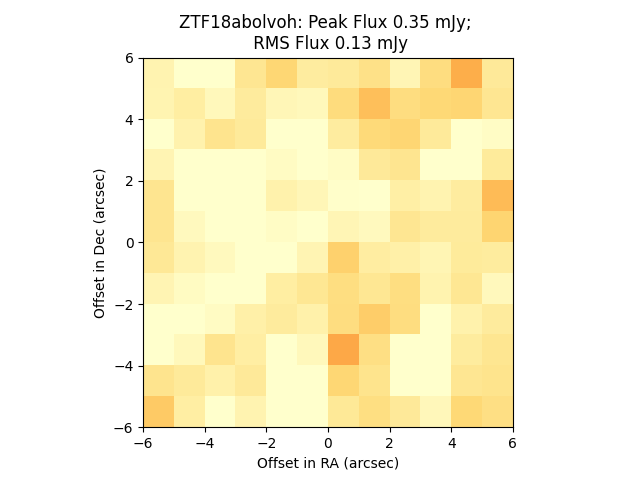 ZTF18abolvoh: Peak Flux 0.35 mJy;
RMS Flux 0.13 mJy
6
4
2
0
−2
−4
−6
Offset in Dec (arcsec)
−6 −4 −2 0 2 4 6
Offset in RA (arcsec)